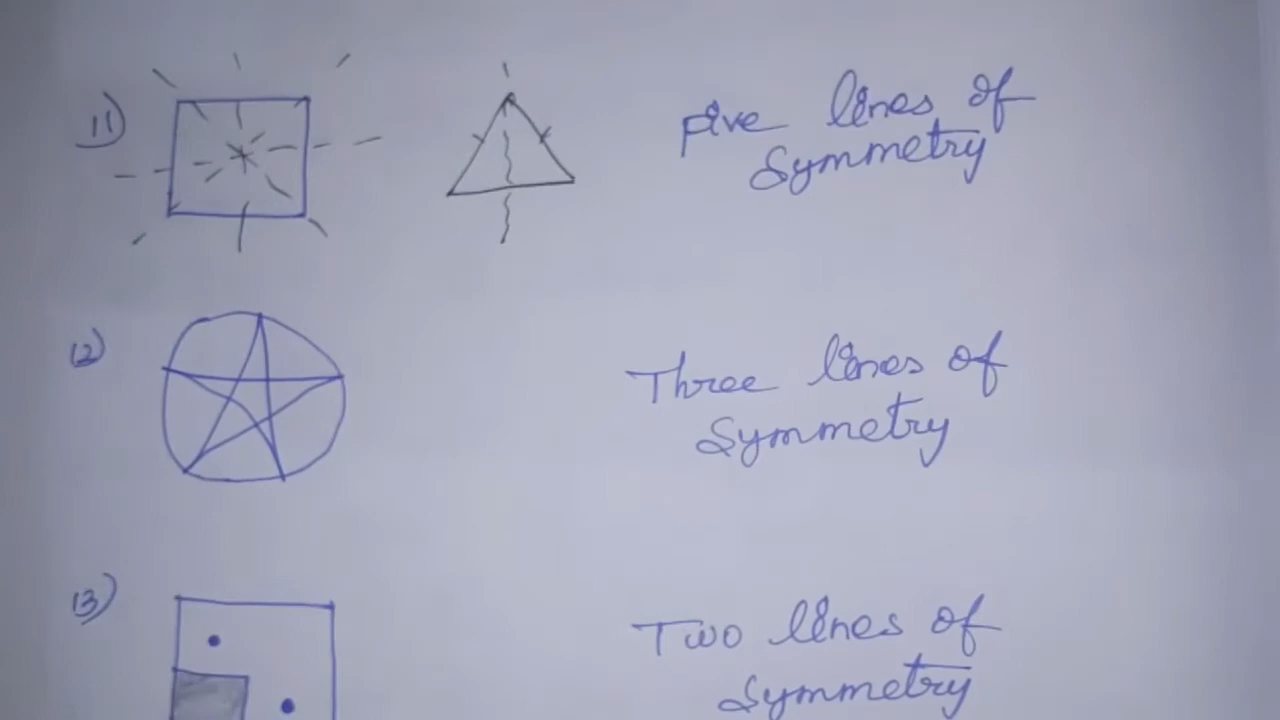 11)
Five lines of
Symmetry
12)
Three lines of
Symmetry
13)
Two lines of
Symmetry